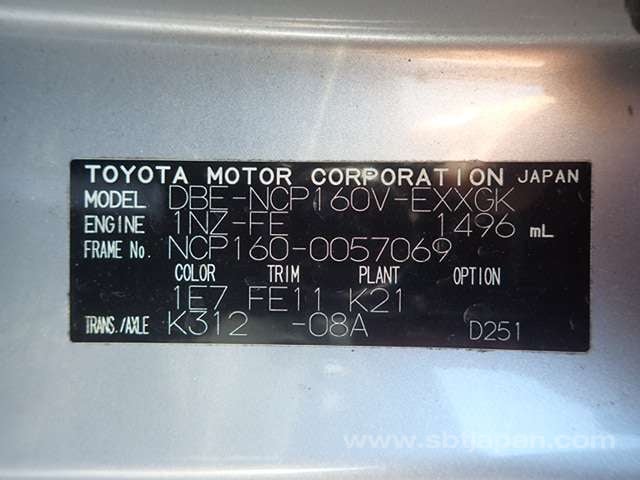 TOYOTA MOTOR CORPORATION JAPAN
MODEL DBE-NCP160V-EXXGK
ENGINE 1NZ-FE 1496 mL
FRAME No. NCP160-0057069
COLOR TRIM PLANT OPTION
1E7 FE11 K21
TRANS./AXLE K312 -08A D251
www.sbtjapan.com